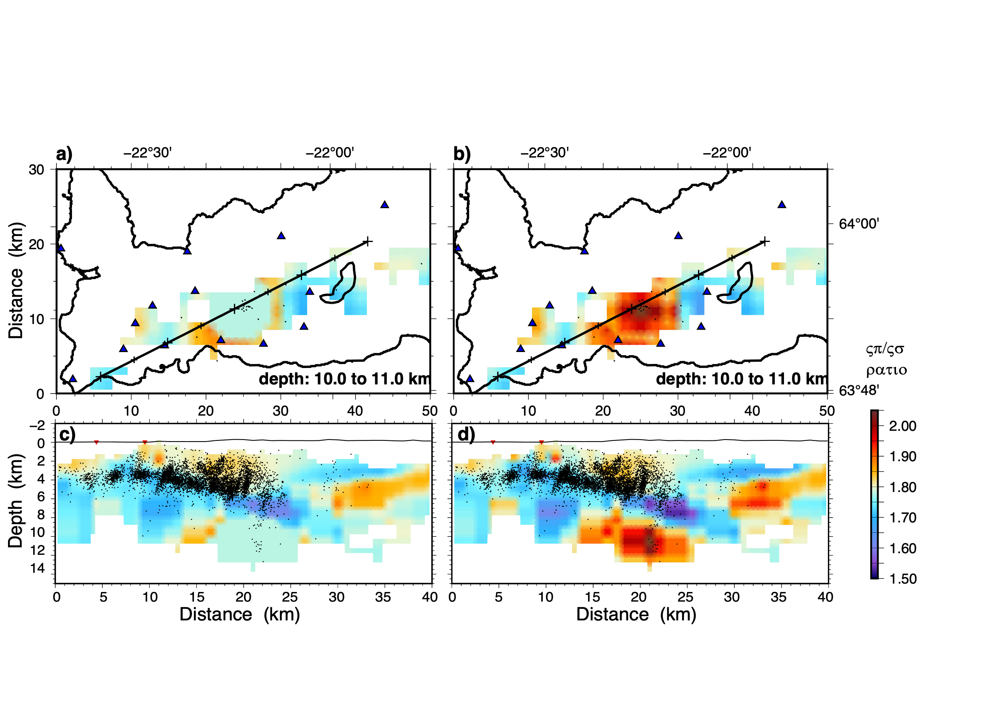 a) −22°30' −22°00' b) −22°30' −22°00'
30
20
10
0
Distance (km)
64°00'
63°48'
depth: 10.0 to 11.0 km depth: 10.0 to 11.0 km
0 10 20 30 40 50 0 10 20 30 40 50
ςπ/ςσ
ρατιο
c) d)
−2
0
2
4
6
8
10
12
14
Depth (km)
0 5 10 15 20 25 30 35 40 0 5 10 15 20 25 30 35 40
Distance (km) Distance (km)
2.00
1.90
1.80
1.70
1.60
1.50